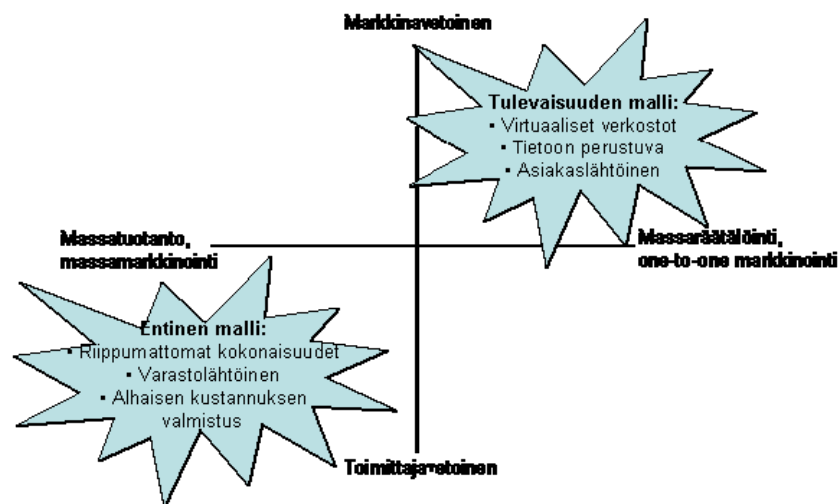 Markkinavetoinen
Tulevaisuuden malli:
▪ Virtuaaliset verkostot
▪ Tietoon perustuva
▪ Asiakaslähtöinen
Massatuotanto,
massamarkkinointi
Massaräätälöinti,
one-to-one markkinointi
Entinen malli:
▪ Riippumattomat kokonaisuudet
▪ Varastolähtöinen
▪ Alhaisen kustannuksen
valmistus
Toimittajavetoinen